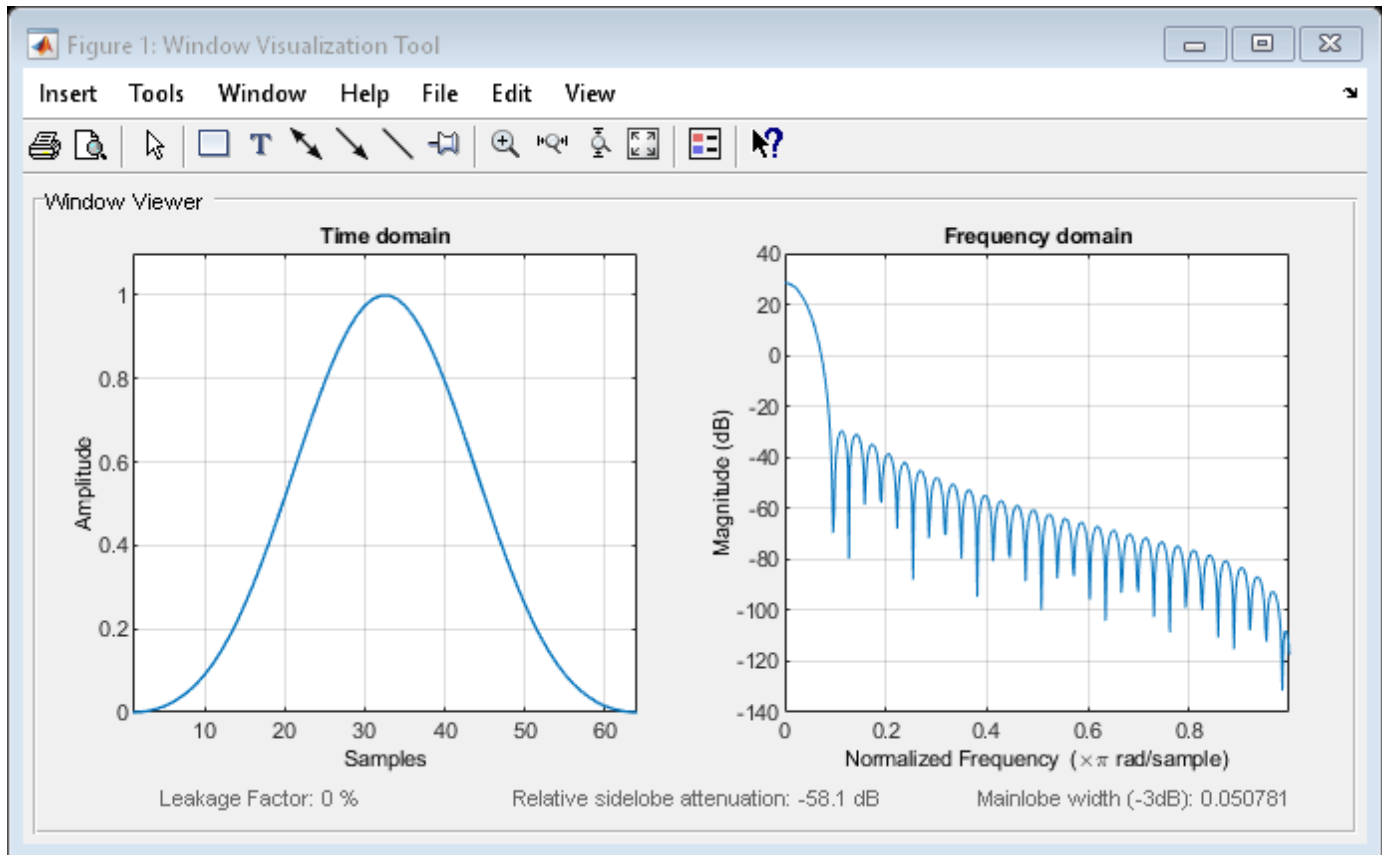 Figure 1: Window Visualization Tool
Insert Tools Window Help File Edit View
T ?
Window Viewer
Time domain
1
0.8
0.6
0.4
0.2
0
Amplitude
10 20 30 40 50 60
Samples
Frequency domain
40
20
0
-20
-40
-60
-80
-100
-120
-140
Magnitude (dB)
0 0.2 0.4 0.6 0.8
Normalized Frequency (×π rad/sample)
Leakage Factor: 0 % Relative sidelobe attenuation: -58.1 dB Mainlobe width (-3dB): 0.050781